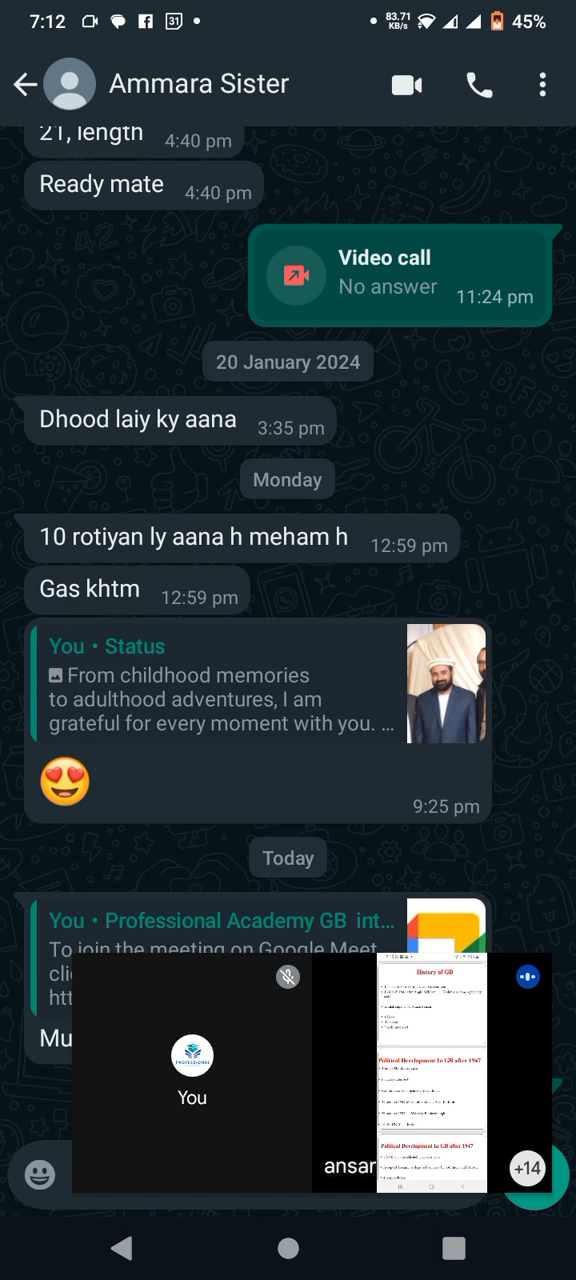 7:12
31
83.71
KB/s
45%
Ammara Sister
21, length
4:40 pm
Ready mate
4:40 pm
Video call
No answer
11:24 pm
20 January 2024
Dhood laiy ky aana
3:35 pm
Monday
10 rotiyan ly aana h meham h
12:59 pm
Gas khtm
12:59 pm
You • Status
From childhood memories
to adulthood adventures, I am
grateful for every moment with you. ...
9:25 pm
Today
You • Professional Academy GB int...
To join the meeting on Google Meet,
clic
htt
Mu
PROFESSIONAL
You
History of GB
Political Development In GB after 1947
Political Development In GB after 1947
ansar
+14